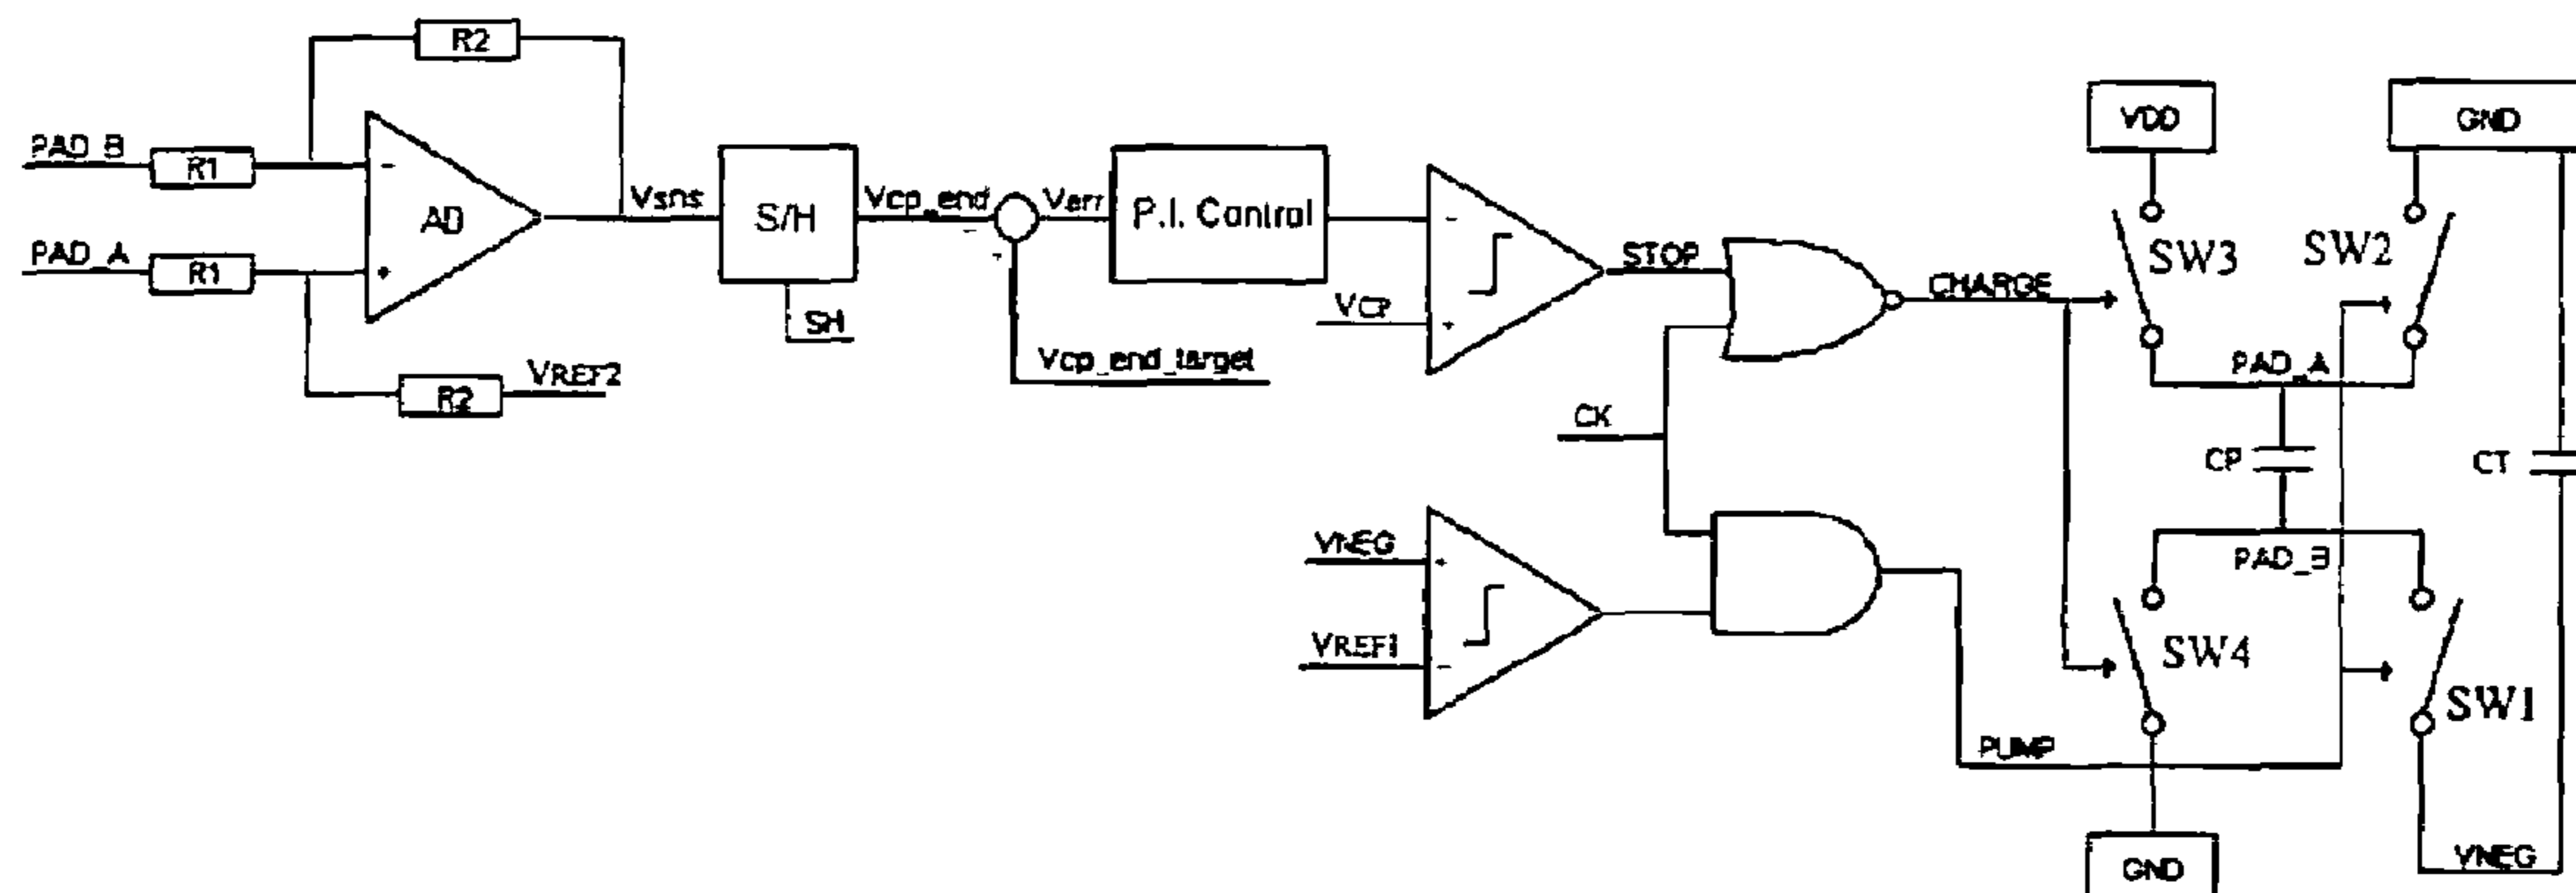 R2
PAD_B
R1
-
AD
PAD_A
R1
+
R2
VREF2
Vsns
S/H
SH
Vcp_end
-
Verr
Vcp_end_target
P.I. Control
-
VCP
+
STOP
CHARGE
CK
VNEG
+
VREF1
-
PUMP
VDD
GND
SW3
SW2
PAD_A
CP
CT
PAD_B
SW4
SW1
GND
VNEG